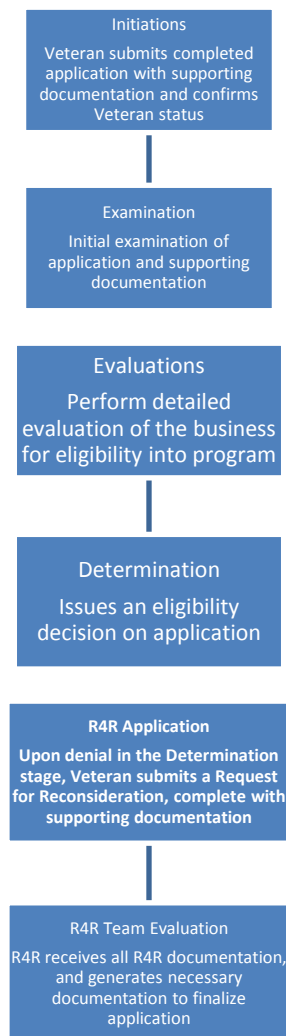 Initiations
Veteran submits completed
application with supporting
documentation and confirms
Veteran status
Examination
Initial examination of
application and supporting
documentation
Evaluations
Perform detailed
evaluation of the business
for eligibility into program
Determination
Issues an eligibility
decision on application
R4R Application
Upon denial in the Determination
stage, Veteran submits a Request
for Reconsideration, complete with
supporting documentation
R4R Team Evaluation
R4R receives all R4R documentation,
and generates necessary
documentation to finalize
application